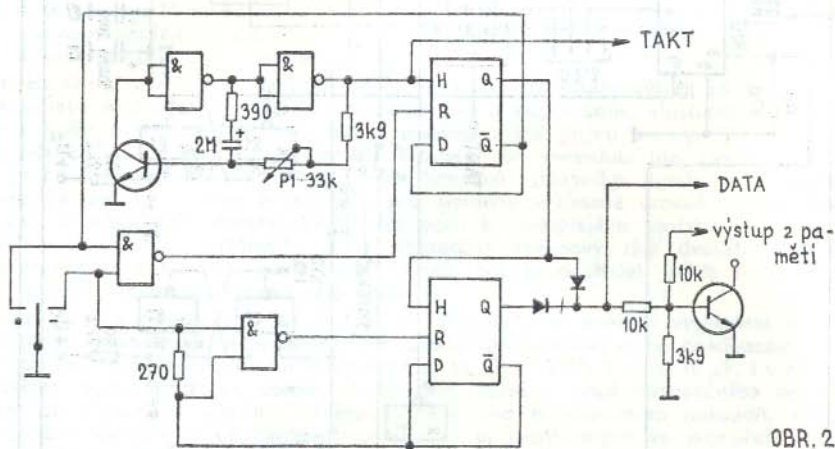 TAKT
&
&
H
Q
390
R
3k9
2M
+
D
Q̅
P1 33k
DATA
&
výstup z pa-
měti
10k
H
Q
&
R
10k
270
D
Q̅
3k9
OBR. 2